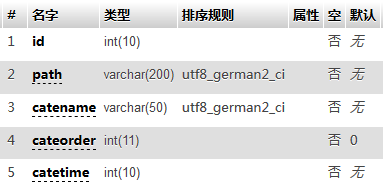 # 名字 类型 排序规则 属性 空 默认
1 id int(10) 否 无
2 path varchar(200) utf8_german2_ci 否 无
3 catename varchar(50) utf8_german2_ci 否 无
4 cateorder int(11) 否 0
5 catetime int(10) 否 无